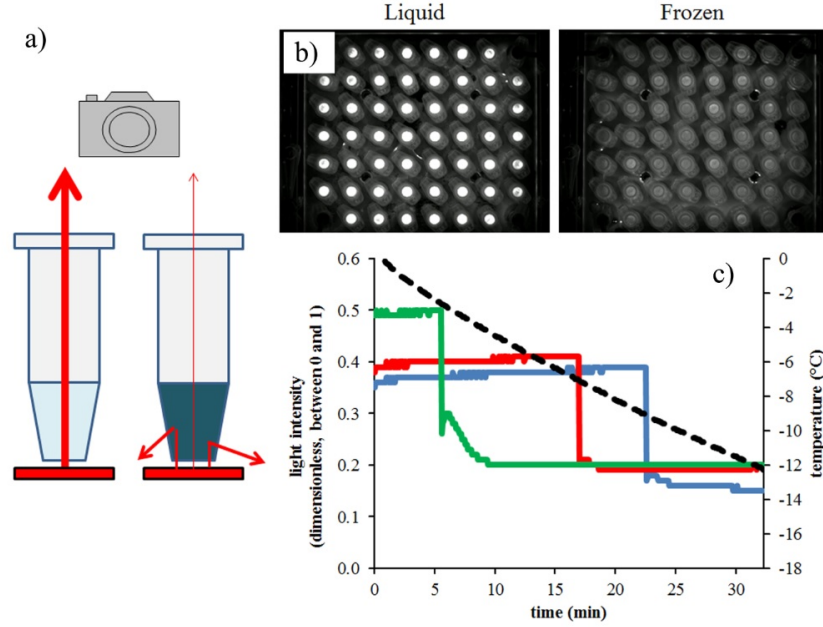 a)
Liquid
Frozen
b)
c)
0.6
0.5
0.4
0.3
0.2
0.1
0.0
light intensity
(dimensionless, between 0 and 1)
0
5
10
15
20
25
30
time (min)
0
-2
-4
-6
-8
-10
-12
-14
-16
-18
temperature (°C)